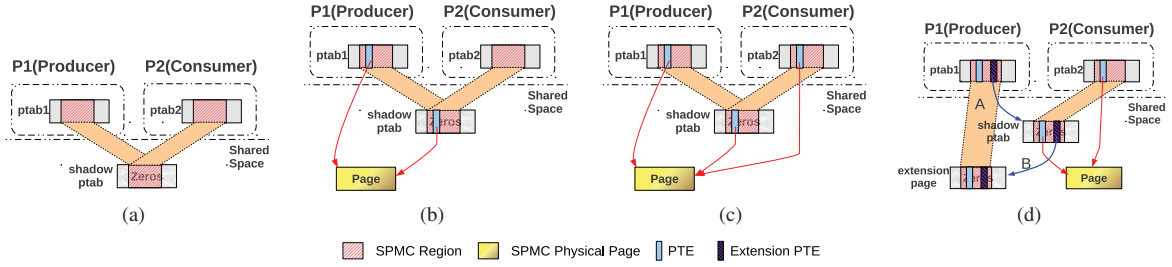 P1(Producer) P2(Consumer)
ptab1 ptab2
Shared
Space
shadow
ptab
Zeros
(a)
P1(Producer) P2(Consumer)
ptab1 ptab2
Shared
Space
shadow
ptab
Zeros
Page
(b)
P1(Producer) P2(Consumer)
ptab1 ptab2
Shared
Space
shadow
ptab
Zeros
Page
(c)
P1(Producer) P2(Consumer)
ptab1 ptab2
A
Shared
Space
shadow
ptab
Zeros
B
extension
page
Zeros
Page
(d)
SPMC Region SPMC Physical Page PTE Extension PTE